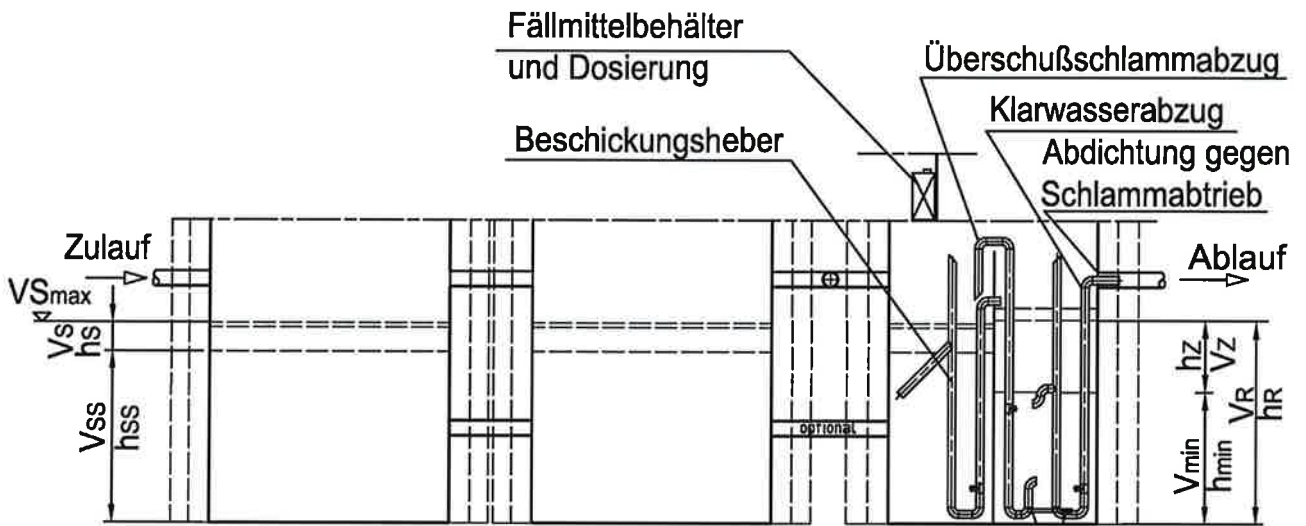 Fällmittelbehälter
und Dosierung
Überschußschlammabzug
Klarwasserabzug
Beschickungsheber
Abdichtung gegen
Schlammabtrieb
Zulauf
Ablauf
VSmax
VS
hS
hZ
VZ
VSS
hSS
VR
hR
Vmin
hmin
optional